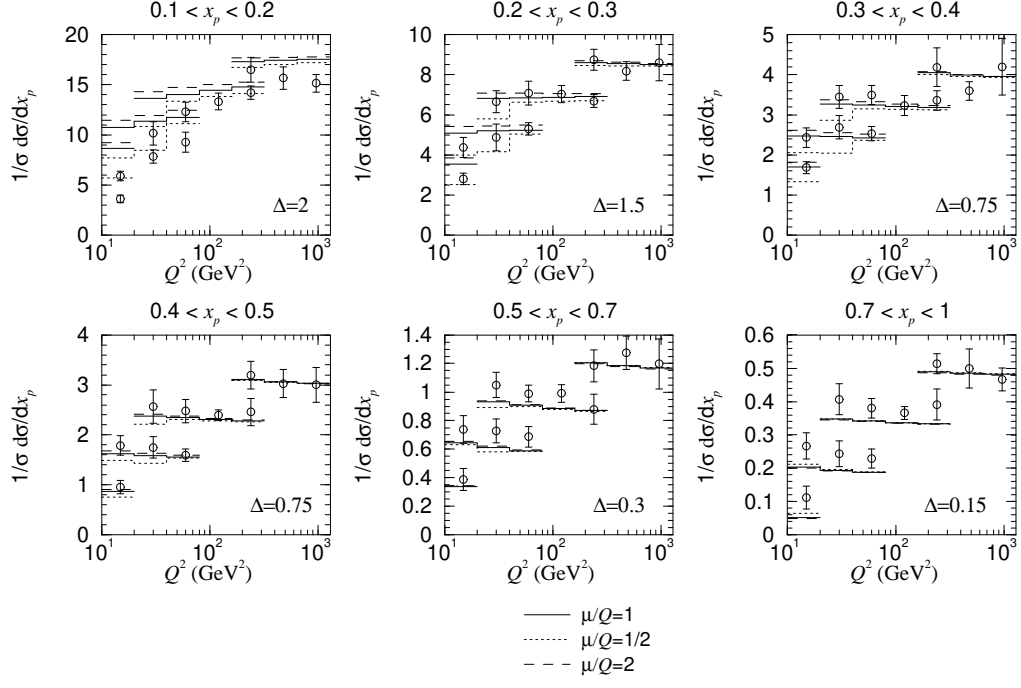 0.1 < x_p < 0.2
0.2 < x_p < 0.3
0.3 < x_p < 0.4
1/σ dσ/dx_p
20
15
10
5
0
Δ=2
10^1 10^2 10^3
Q^2 (GeV^2)
1/σ dσ/dx_p
10
8
6
4
2
0
Δ=1.5
10^1 10^2 10^3
Q^2 (GeV^2)
1/σ dσ/dx_p
5
4
3
2
1
0
Δ=0.75
10^1 10^2 10^3
Q^2 (GeV^2)
0.4 < x_p < 0.5
0.5 < x_p < 0.7
0.7 < x_p < 1
1/σ dσ/dx_p
4
3
2
1
0
Δ=0.75
10^1 10^2 10^3
Q^2 (GeV^2)
1/σ dσ/dx_p
1.4
1.2
1
0.8
0.6
0.4
0.2
0
Δ=0.3
10^1 10^2 10^3
Q^2 (GeV^2)
1/σ dσ/dx_p
0.6
0.5
0.4
0.3
0.2
0.1
0
Δ=0.15
10^1 10^2 10^3
Q^2 (GeV^2)
μ/Q=1
μ/Q=1/2
μ/Q=2